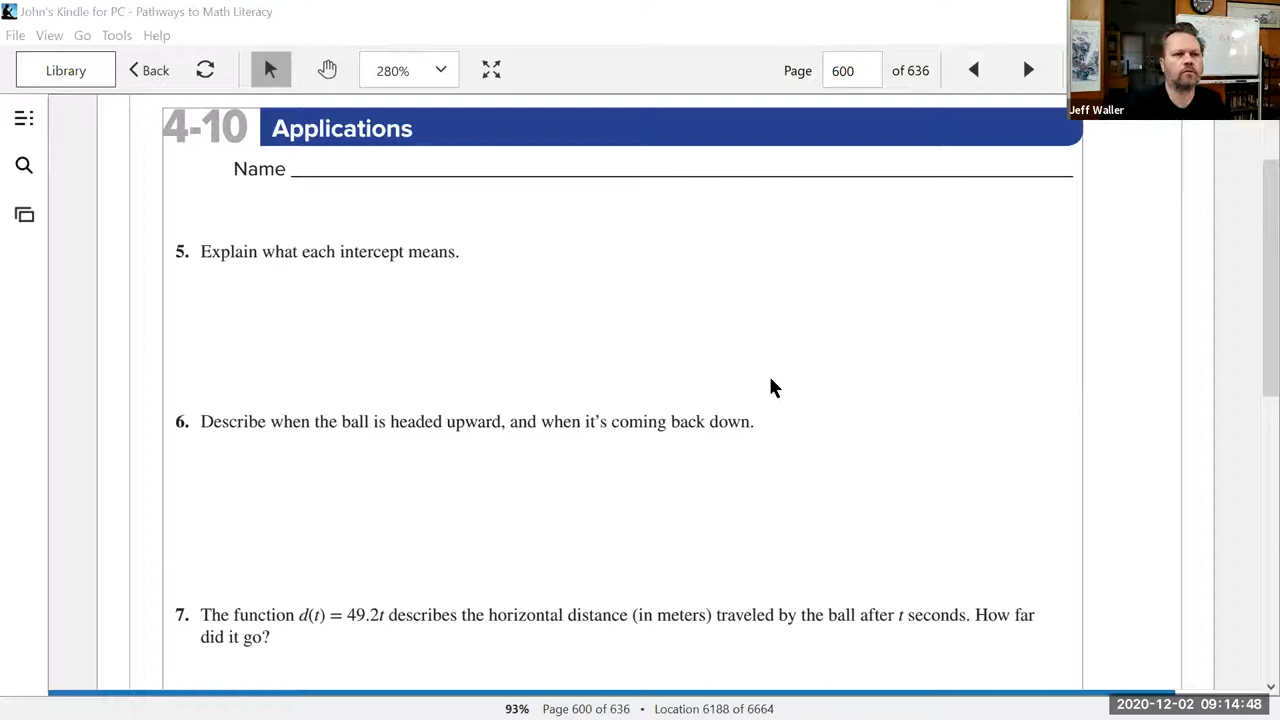 John's Kindle for PC - Pathways to Math Literacy
File View Go Tools Help
Library Back 280% Page 600 of 636
Jeff Waller
4-10 Applications
Name
5. Explain what each intercept means.
6. Describe when the ball is headed upward, and when it's coming back down.
7. The function d(t) = 49.2t describes the horizontal distance (in meters) traveled by the ball after t seconds. How far
did it go?
93% Page 600 of 636 • Location 6188 of 6664
2020-12-02 09:14:48